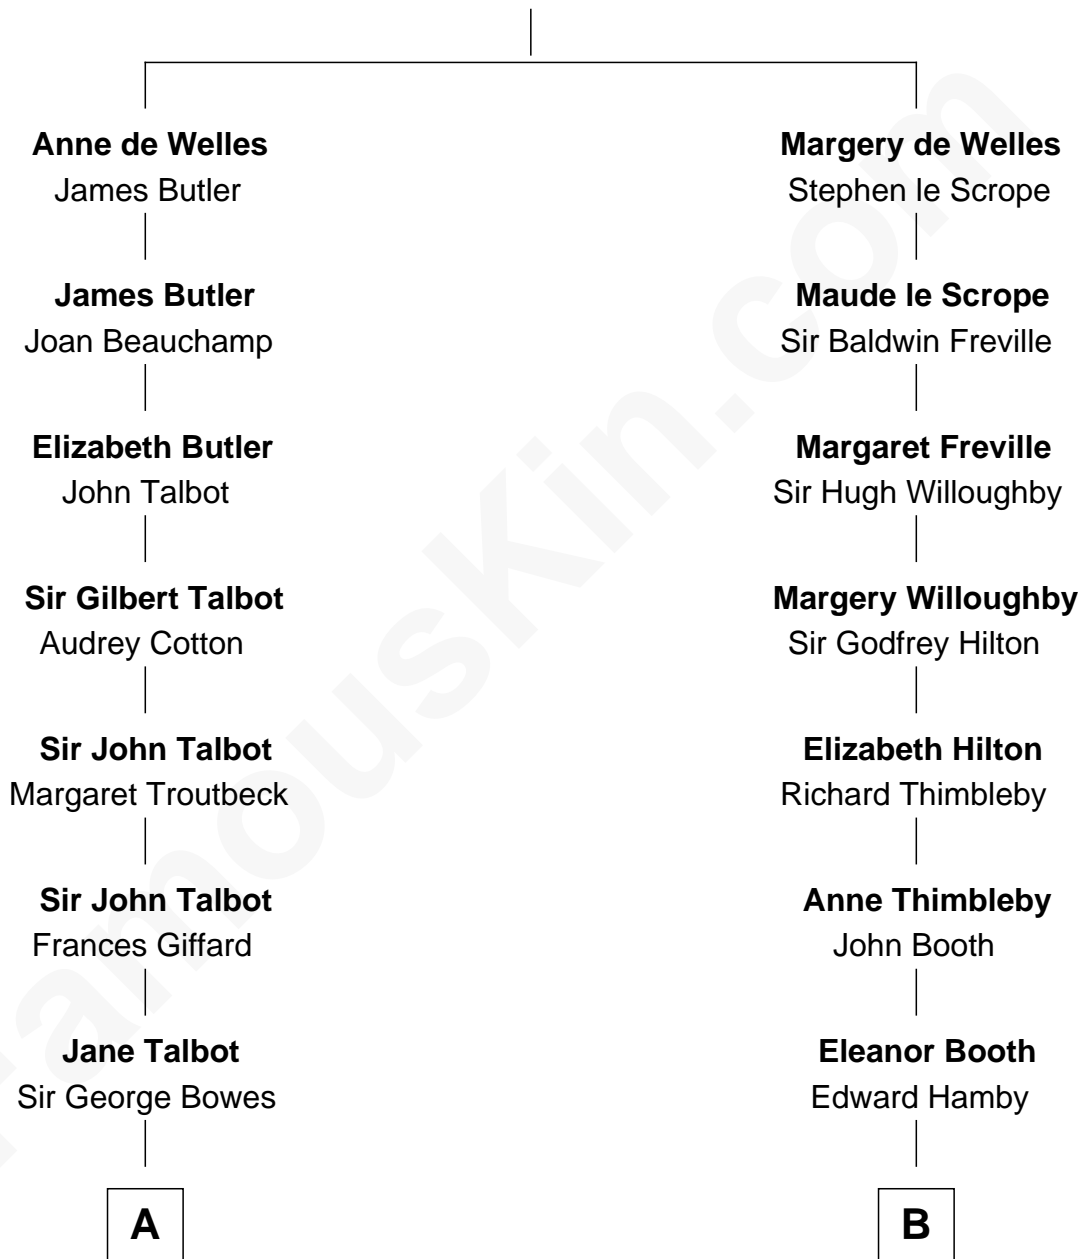 Anne de Welles
James Butler
James Butler
Joan Beauchamp
Elizabeth Butler
John Talbot
Sir Gilbert Talbot
Audrey Cotton
Sir John Talbot
Margaret Troutbeck
Sir John Talbot
Frances Giffard
Jane Talbot
Sir George Bowes
A
Margery de Welles
Stephen le Scrope
Maude le Scrope
Sir Baldwin Freville
Margaret Freville
Sir Hugh Willoughby
Margery Willoughby
Sir Godfrey Hilton
Elizabeth Hilton
Richard Thimbleby
Anne Thimbleby
John Booth
Eleanor Booth
Edward Hamby
B
FamousKin.com